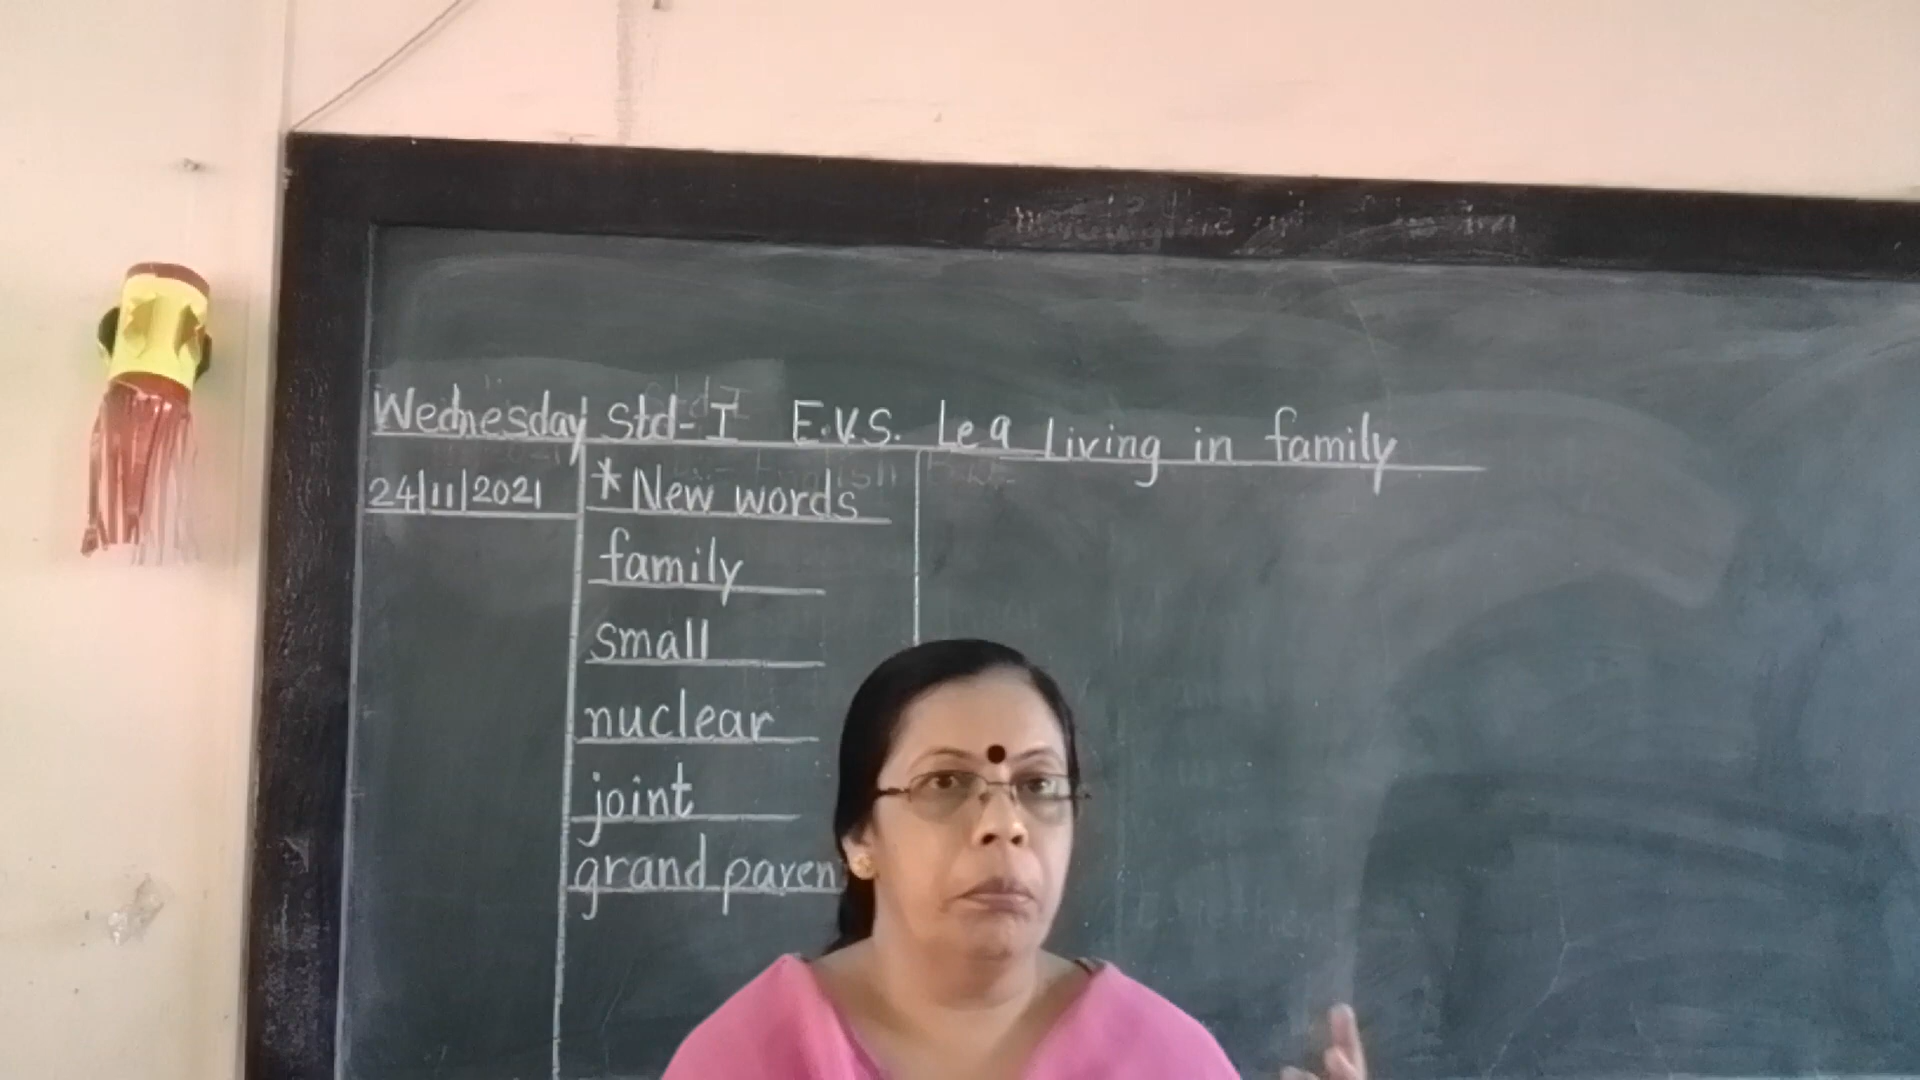 Wednesday Std-I E.V.S. Le 9 Living in family
24/11/2021
*New words
family
small
nuclear
joint
grand paren